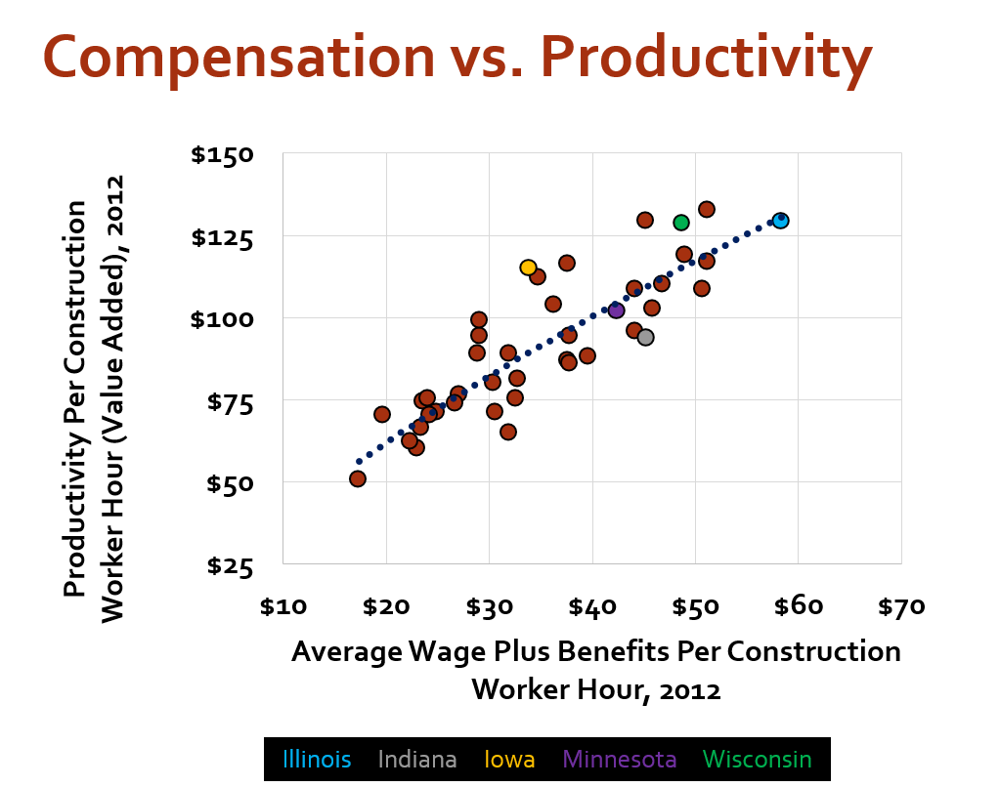 Compensation vs. Productivity
Productivity Per Construction
Worker Hour (Value Added), 2012
$150
$125
$100
$75
$50
$25
$10 $20 $30 $40 $50 $60 $70
Average Wage Plus Benefits Per Construction
Worker Hour, 2012
Illinois Indiana Iowa Minnesota Wisconsin